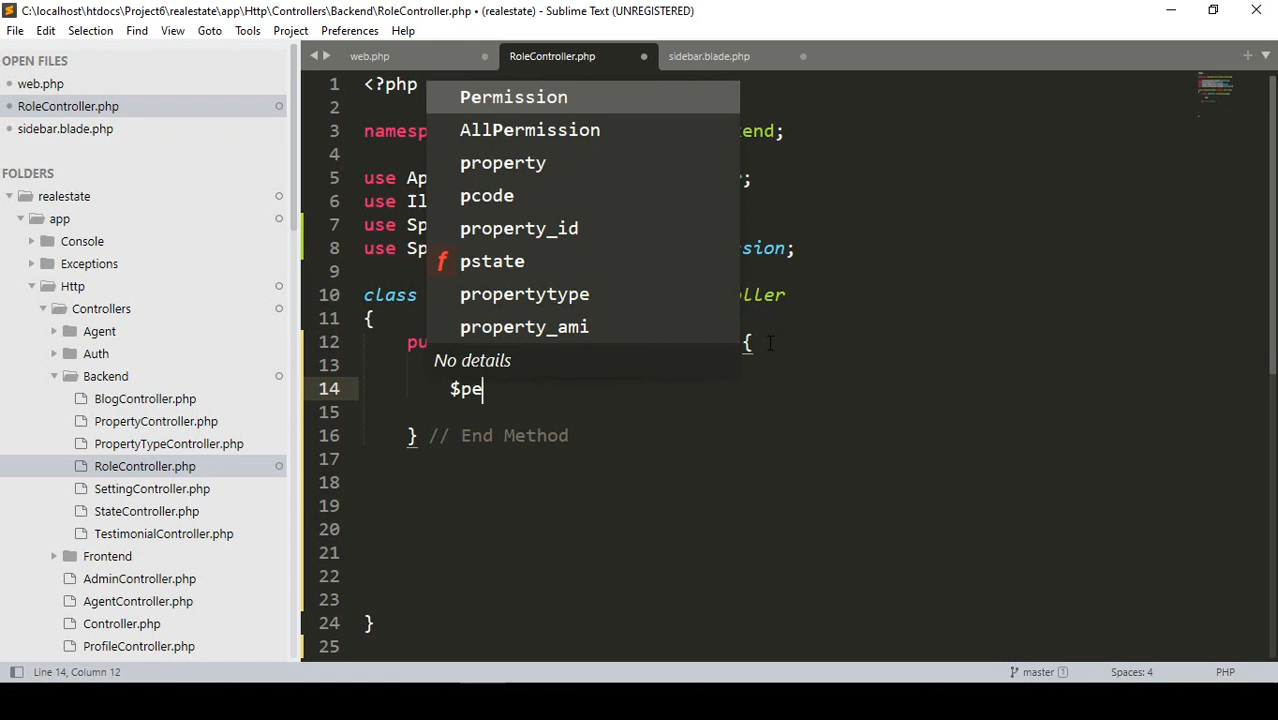 C:\localhost\htdocs\Project6\realestate\app\Http\Controllers\Backend\RoleController.php • (realestate) - Sublime Text (UNREGISTERED)
File Edit Selection Find View Goto Tools Project Preferences Help
OPEN FILES
web.php
RoleController.php
sidebar.blade.php
FOLDERS
realestate
app
Console
Exceptions
Http
Controllers
Agent
Auth
Backend
BlogController.php
PropertyController.php
PropertyTypeController.php
RoleController.php
SettingController.php
StateController.php
TestimonialController.php
Frontend
AdminController.php
AgentController.php
Controller.php
ProfileController.php
web.php RoleController.php sidebar.blade.php
1 <?php
2
3 namesp end;
4
5 use Ap r;
6 use Il
7 use Sp
8 use Sp sion;
9
10 class oller
11 {
12 pu {
13
14 $pe
15
16 } // End Method
17
18
19
20
21
22
23
24 }
25
Permission
AllPermission
property
pcode
property_id
f pstate
propertytype
property_ami
No details
Line 14, Column 12 master 1 Spaces: 4 PHP